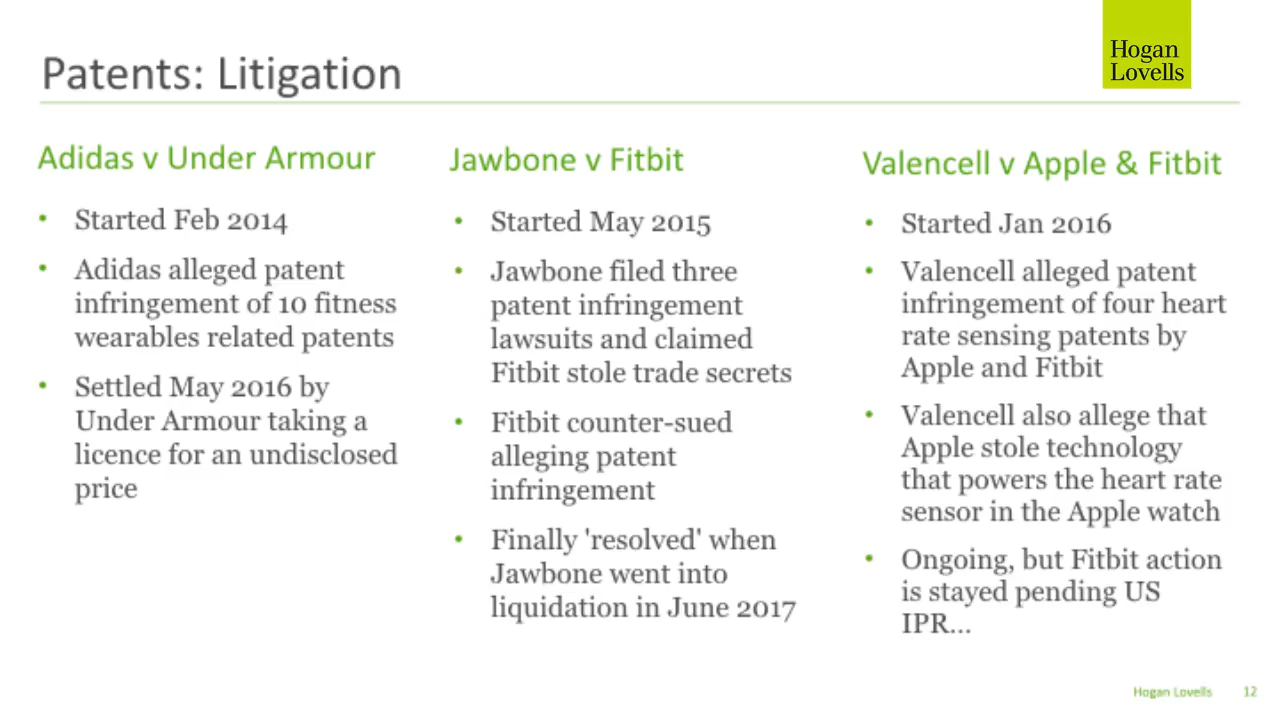 Patents: Litigation
Hogan
Lovells
Adidas v Under Armour
• Started Feb 2014
• Adidas alleged patent
infringement of 10 fitness
wearables related patents
• Settled May 2016 by
Under Armour taking a
licence for an undisclosed
price
Jawbone v Fitbit
• Started May 2015
• Jawbone filed three
patent infringement
lawsuits and claimed
Fitbit stole trade secrets
• Fitbit counter-sued
alleging patent
infringement
• Finally 'resolved' when
Jawbone went into
liquidation in June 2017
Valencell v Apple & Fitbit
• Started Jan 2016
• Valencell alleged patent
infringement of four heart
rate sensing patents by
Apple and Fitbit
• Valencell also allege that
Apple stole technology
that powers the heart rate
sensor in the Apple watch
• Ongoing, but Fitbit action
is stayed pending US
IPR...
Hogan Lovells 12